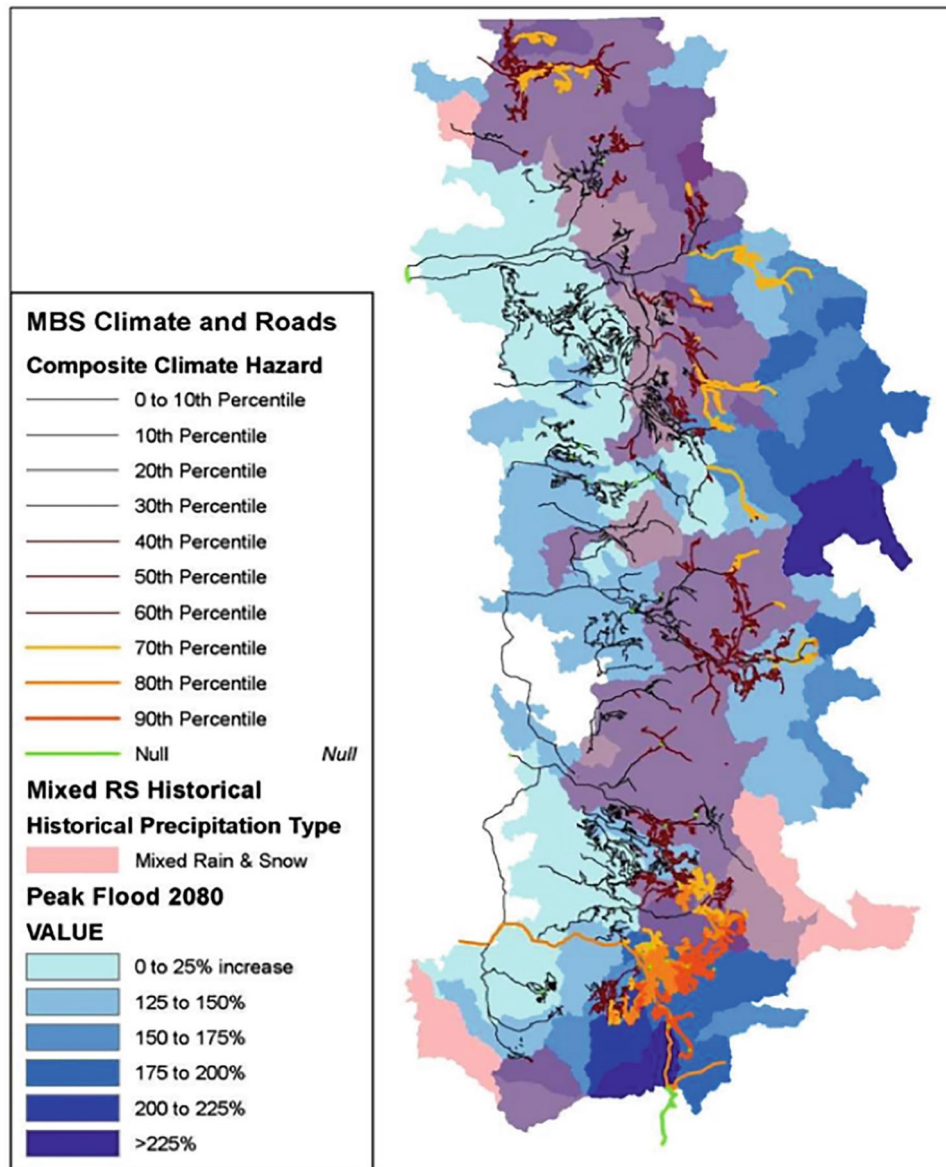 MBS Climate and Roads
Composite Climate Hazard
0 to 10th Percentile
10th Percentile
20th Percentile
30th Percentile
40th Percentile
50th Percentile
60th Percentile
70th Percentile
80th Percentile
90th Percentile
Null Null
Mixed RS Historical
Historical Precipitation Type
Mixed Rain & Snow
Peak Flood 2080
VALUE
0 to 25% increase
125 to 150%
150 to 175%
175 to 200%
200 to 225%
>225%